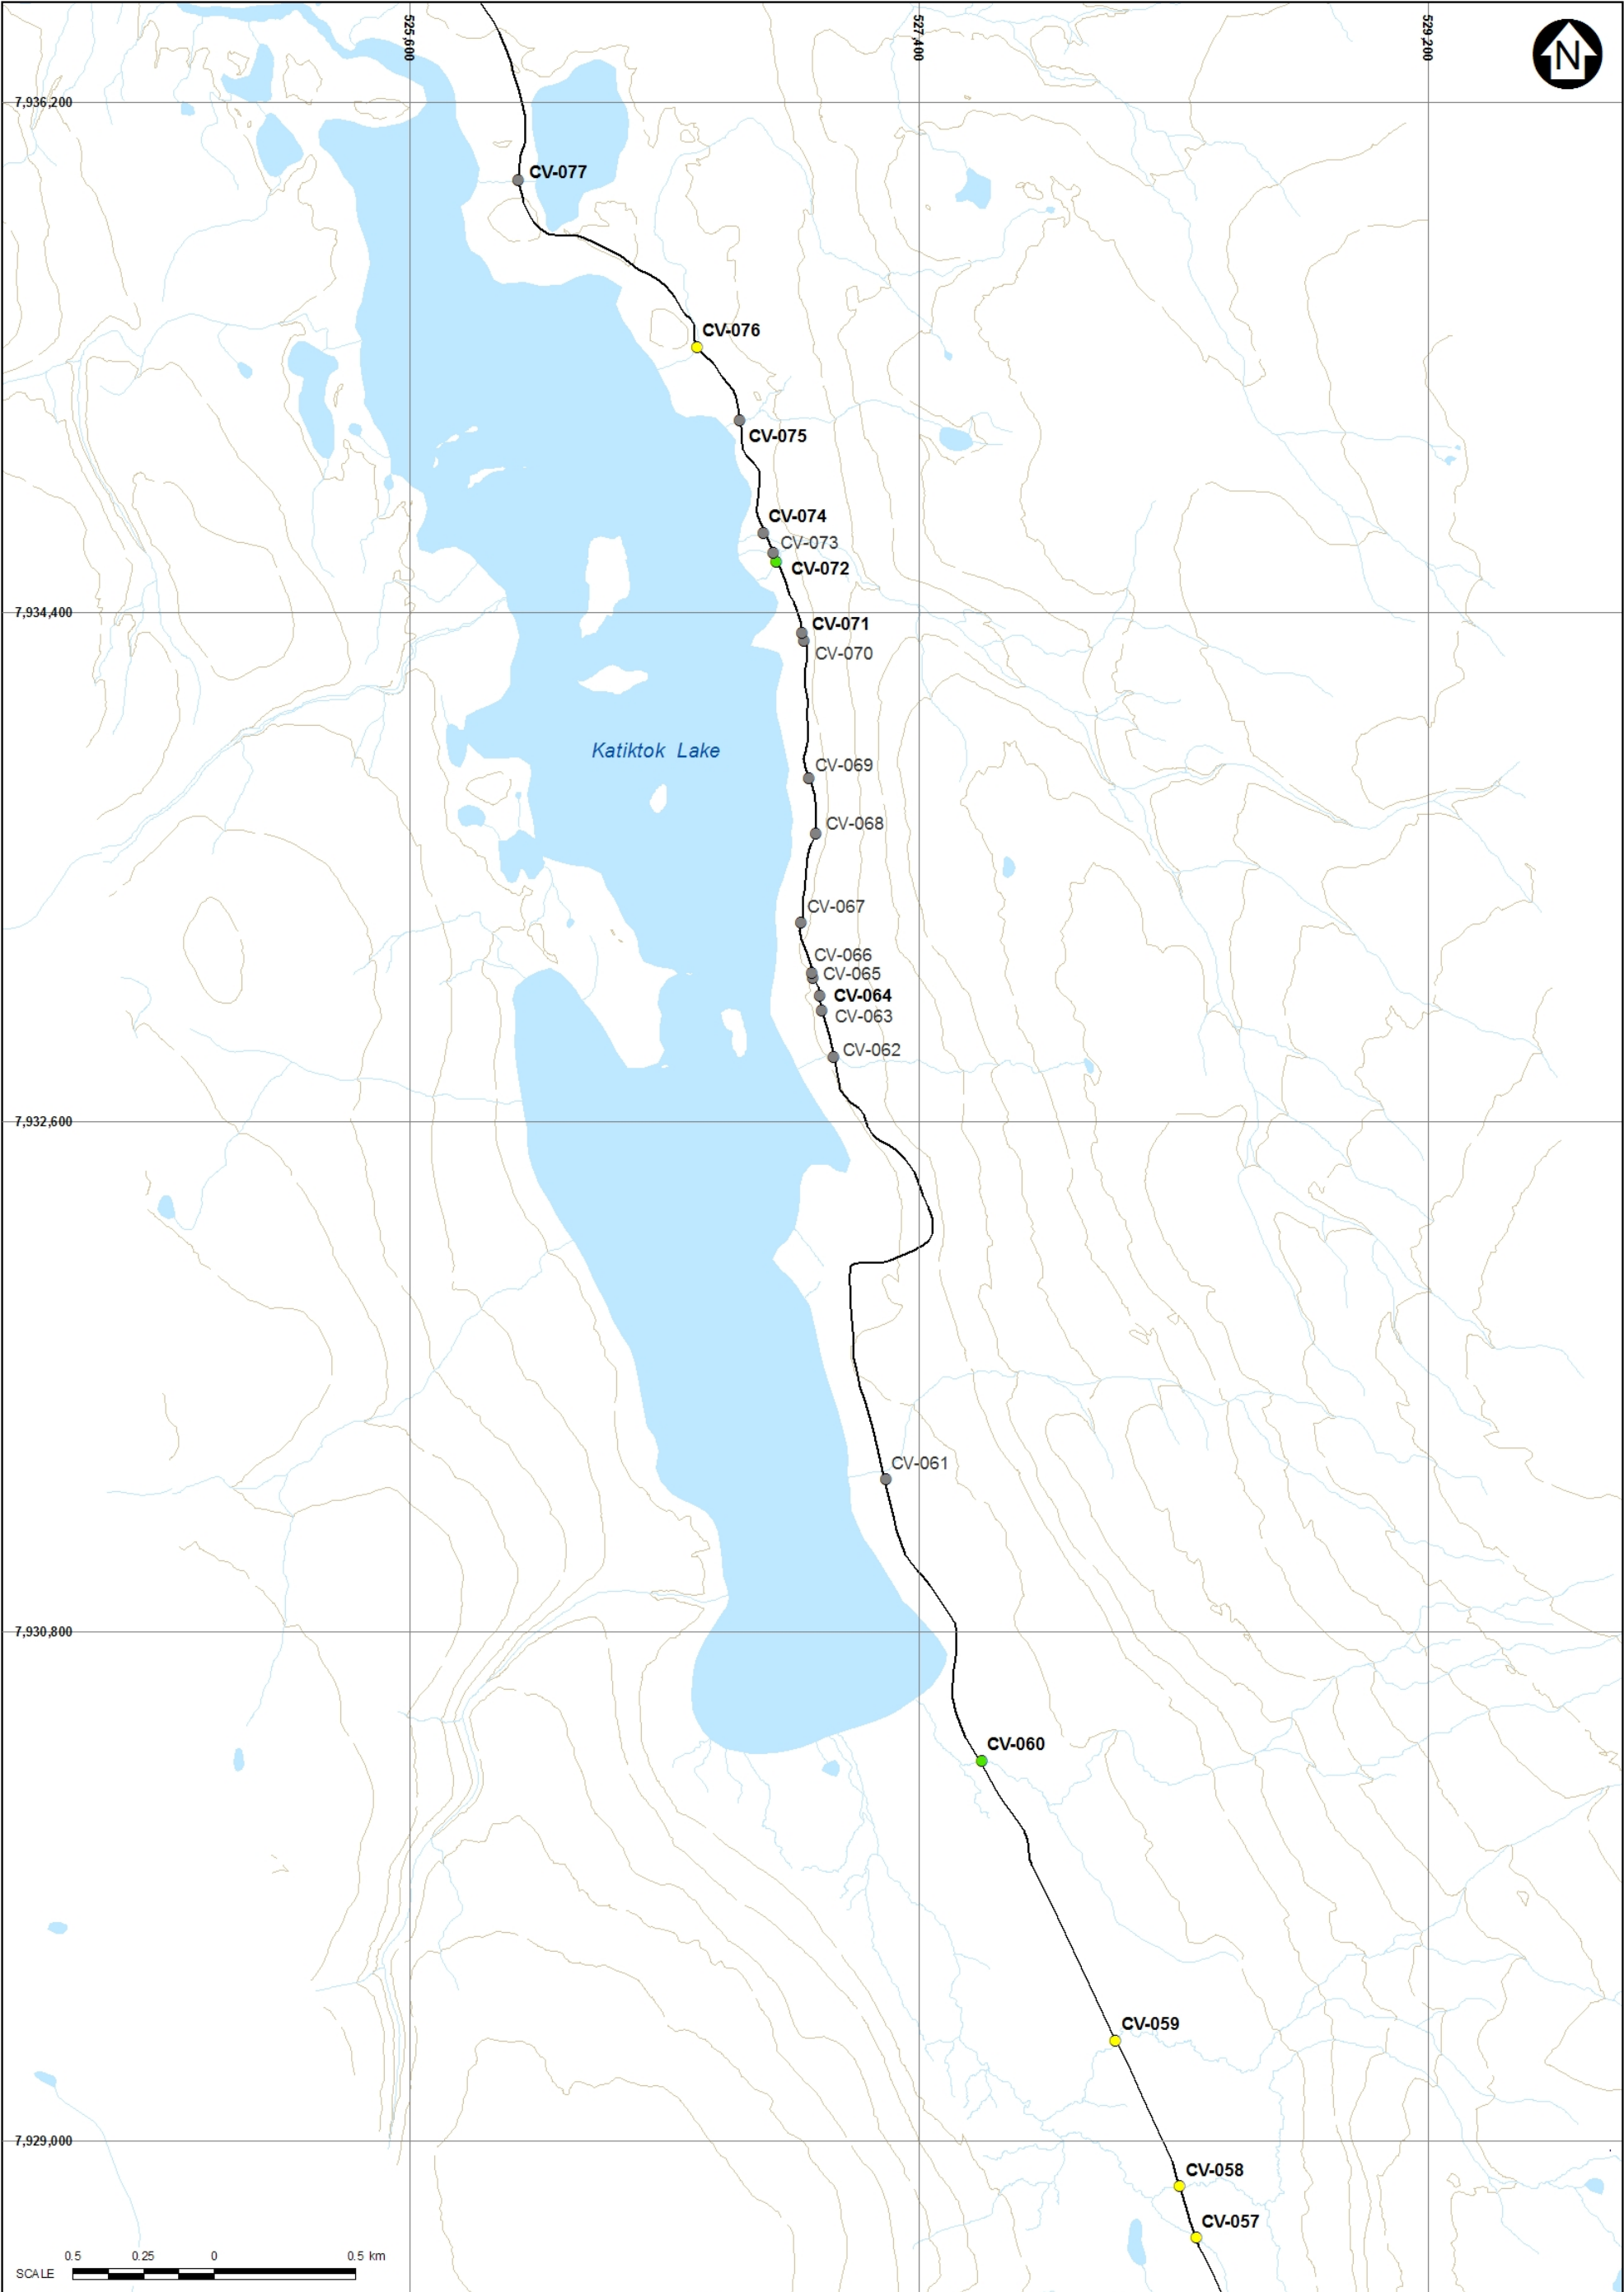 525,600
527,400
529,200
N
7,936,200
CV-077
CV-076
CV-075
CV-074
CV-073
CV-072
7,934,400
CV-071
CV-070
Katiktok Lake
CV-069
CV-068
CV-067
CV-066
CV-065
CV-064
CV-063
CV-062
7,932,600
CV-061
7,930,800
CV-060
CV-059
7,929,000
CV-058
CV-057
0.5 0.25 0 0.5 km
SCALE